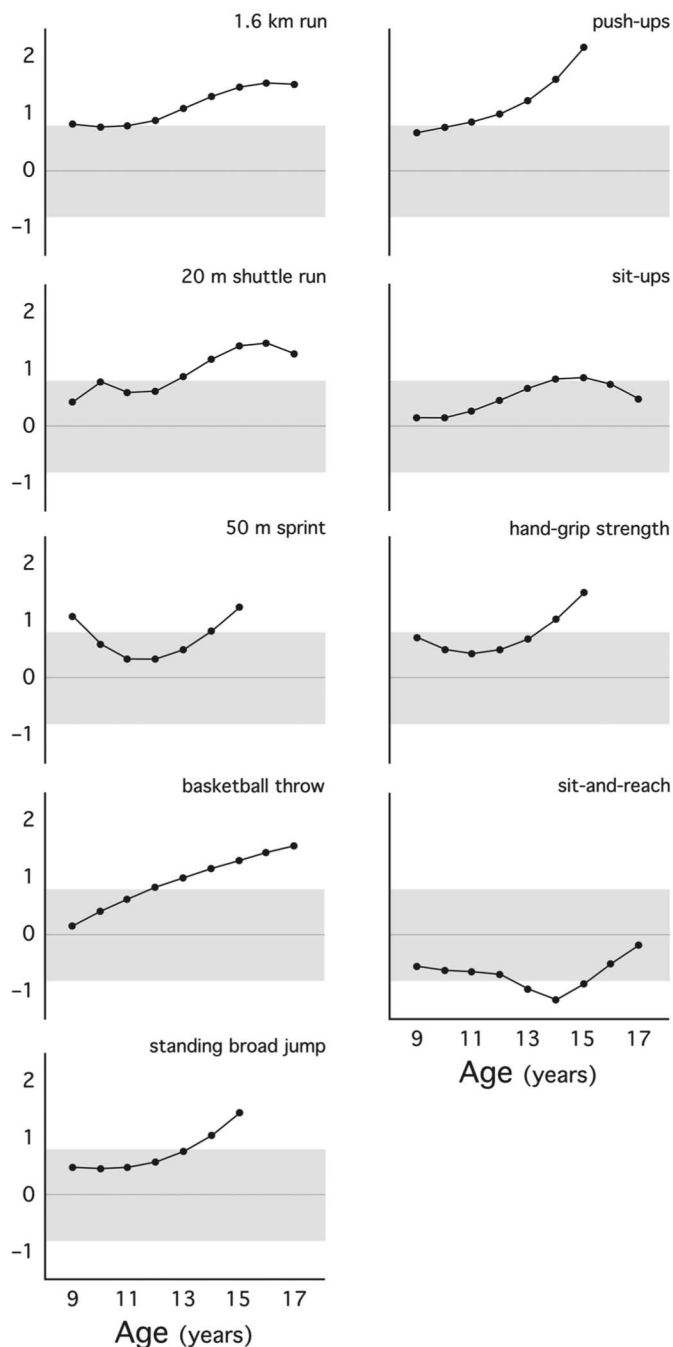 1.6 km run
2
1
0
–1
push-ups
20 m shuttle run
2
1
0
–1
sit-ups
50 m sprint
2
1
0
–1
hand-grip strength
basketball throw
2
1
0
–1
sit-and-reach
9 11 13 15 17
Age (years)
standing broad jump
2
1
0
–1
9 11 13 15 17
Age (years)